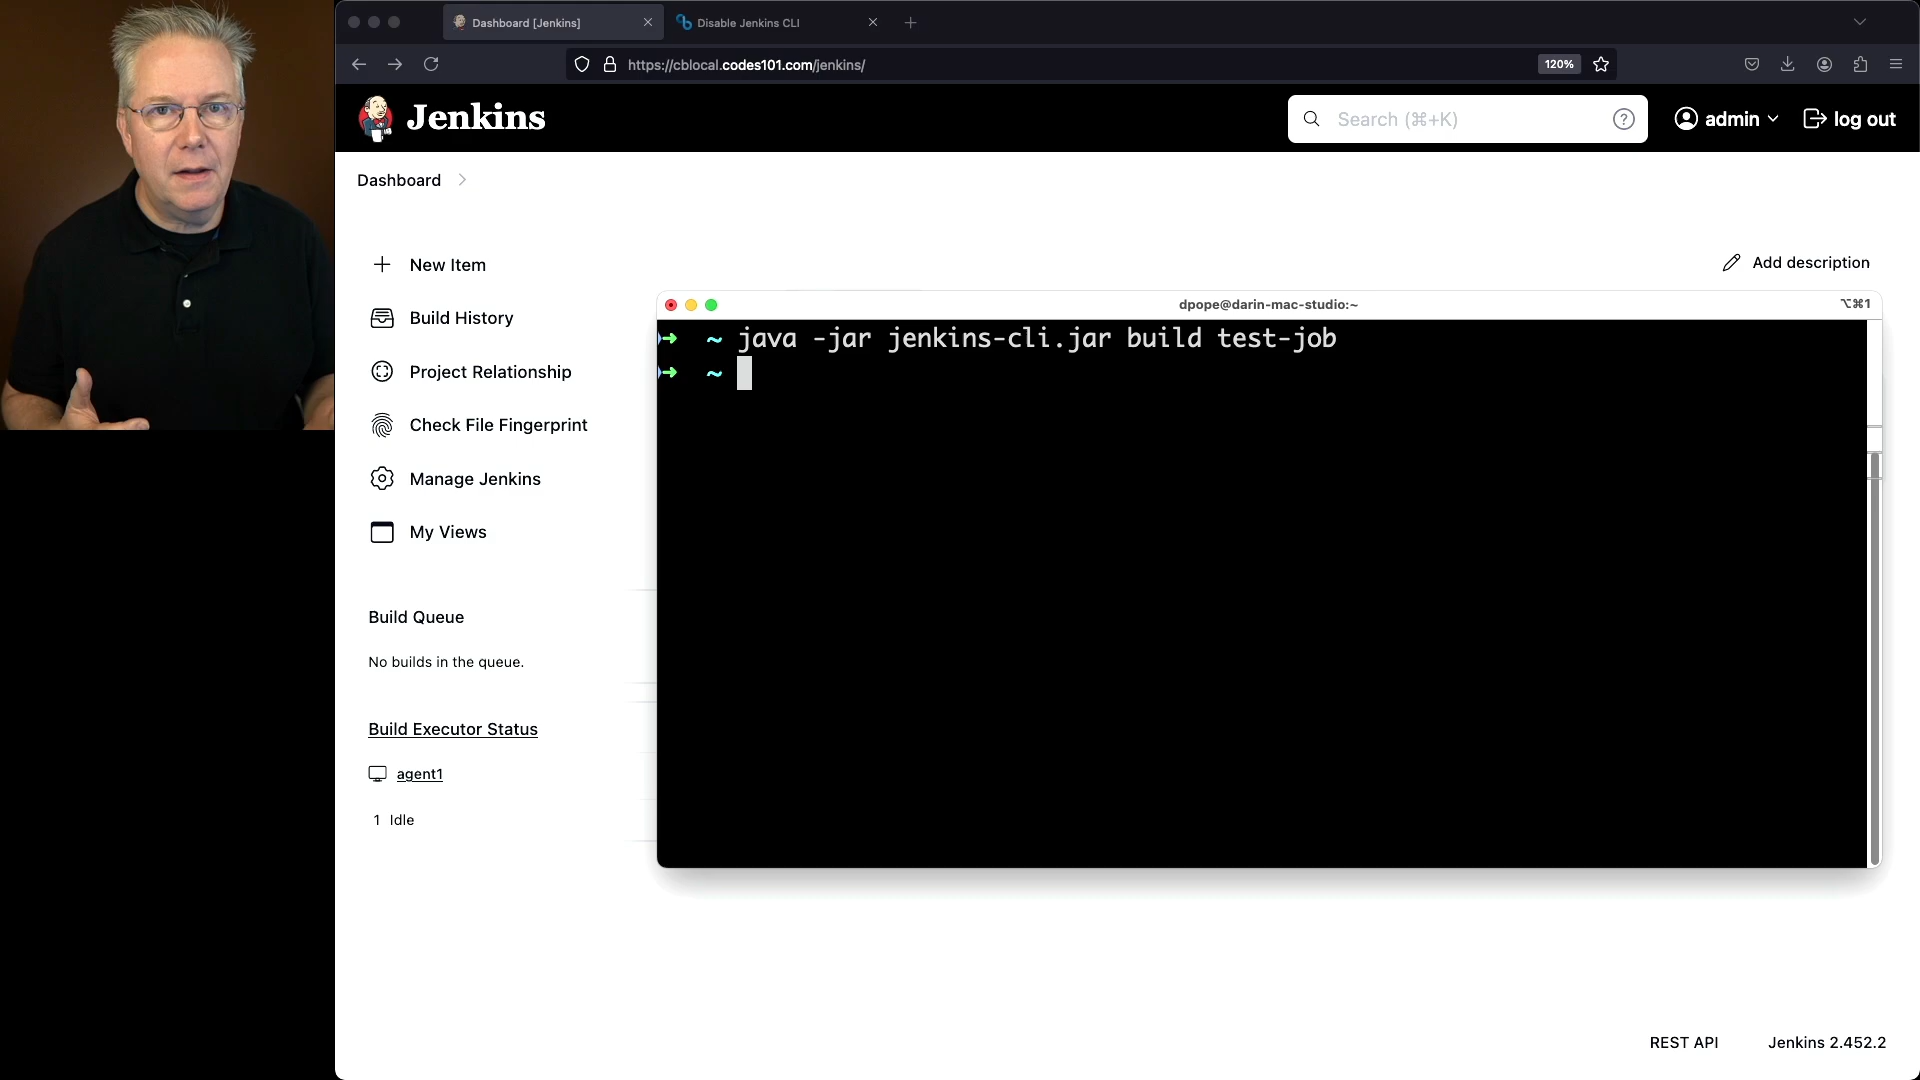 Dashboard [Jenkins]
Disable Jenkins CLI
https://cblocal.codes101.com/jenkins/
120%
Jenkins
Search (⌘+K)
admin
log out
Dashboard
New Item
Add description
Build History
Project Relationship
Check File Fingerprint
Manage Jenkins
My Views
Build Queue
No builds in the queue.
Build Executor Status
agent1
1 Idle
dpope@darin-mac-studio:~
⌥⌘1
~ java -jar jenkins-cli.jar build test-job
~
REST API
Jenkins 2.452.2